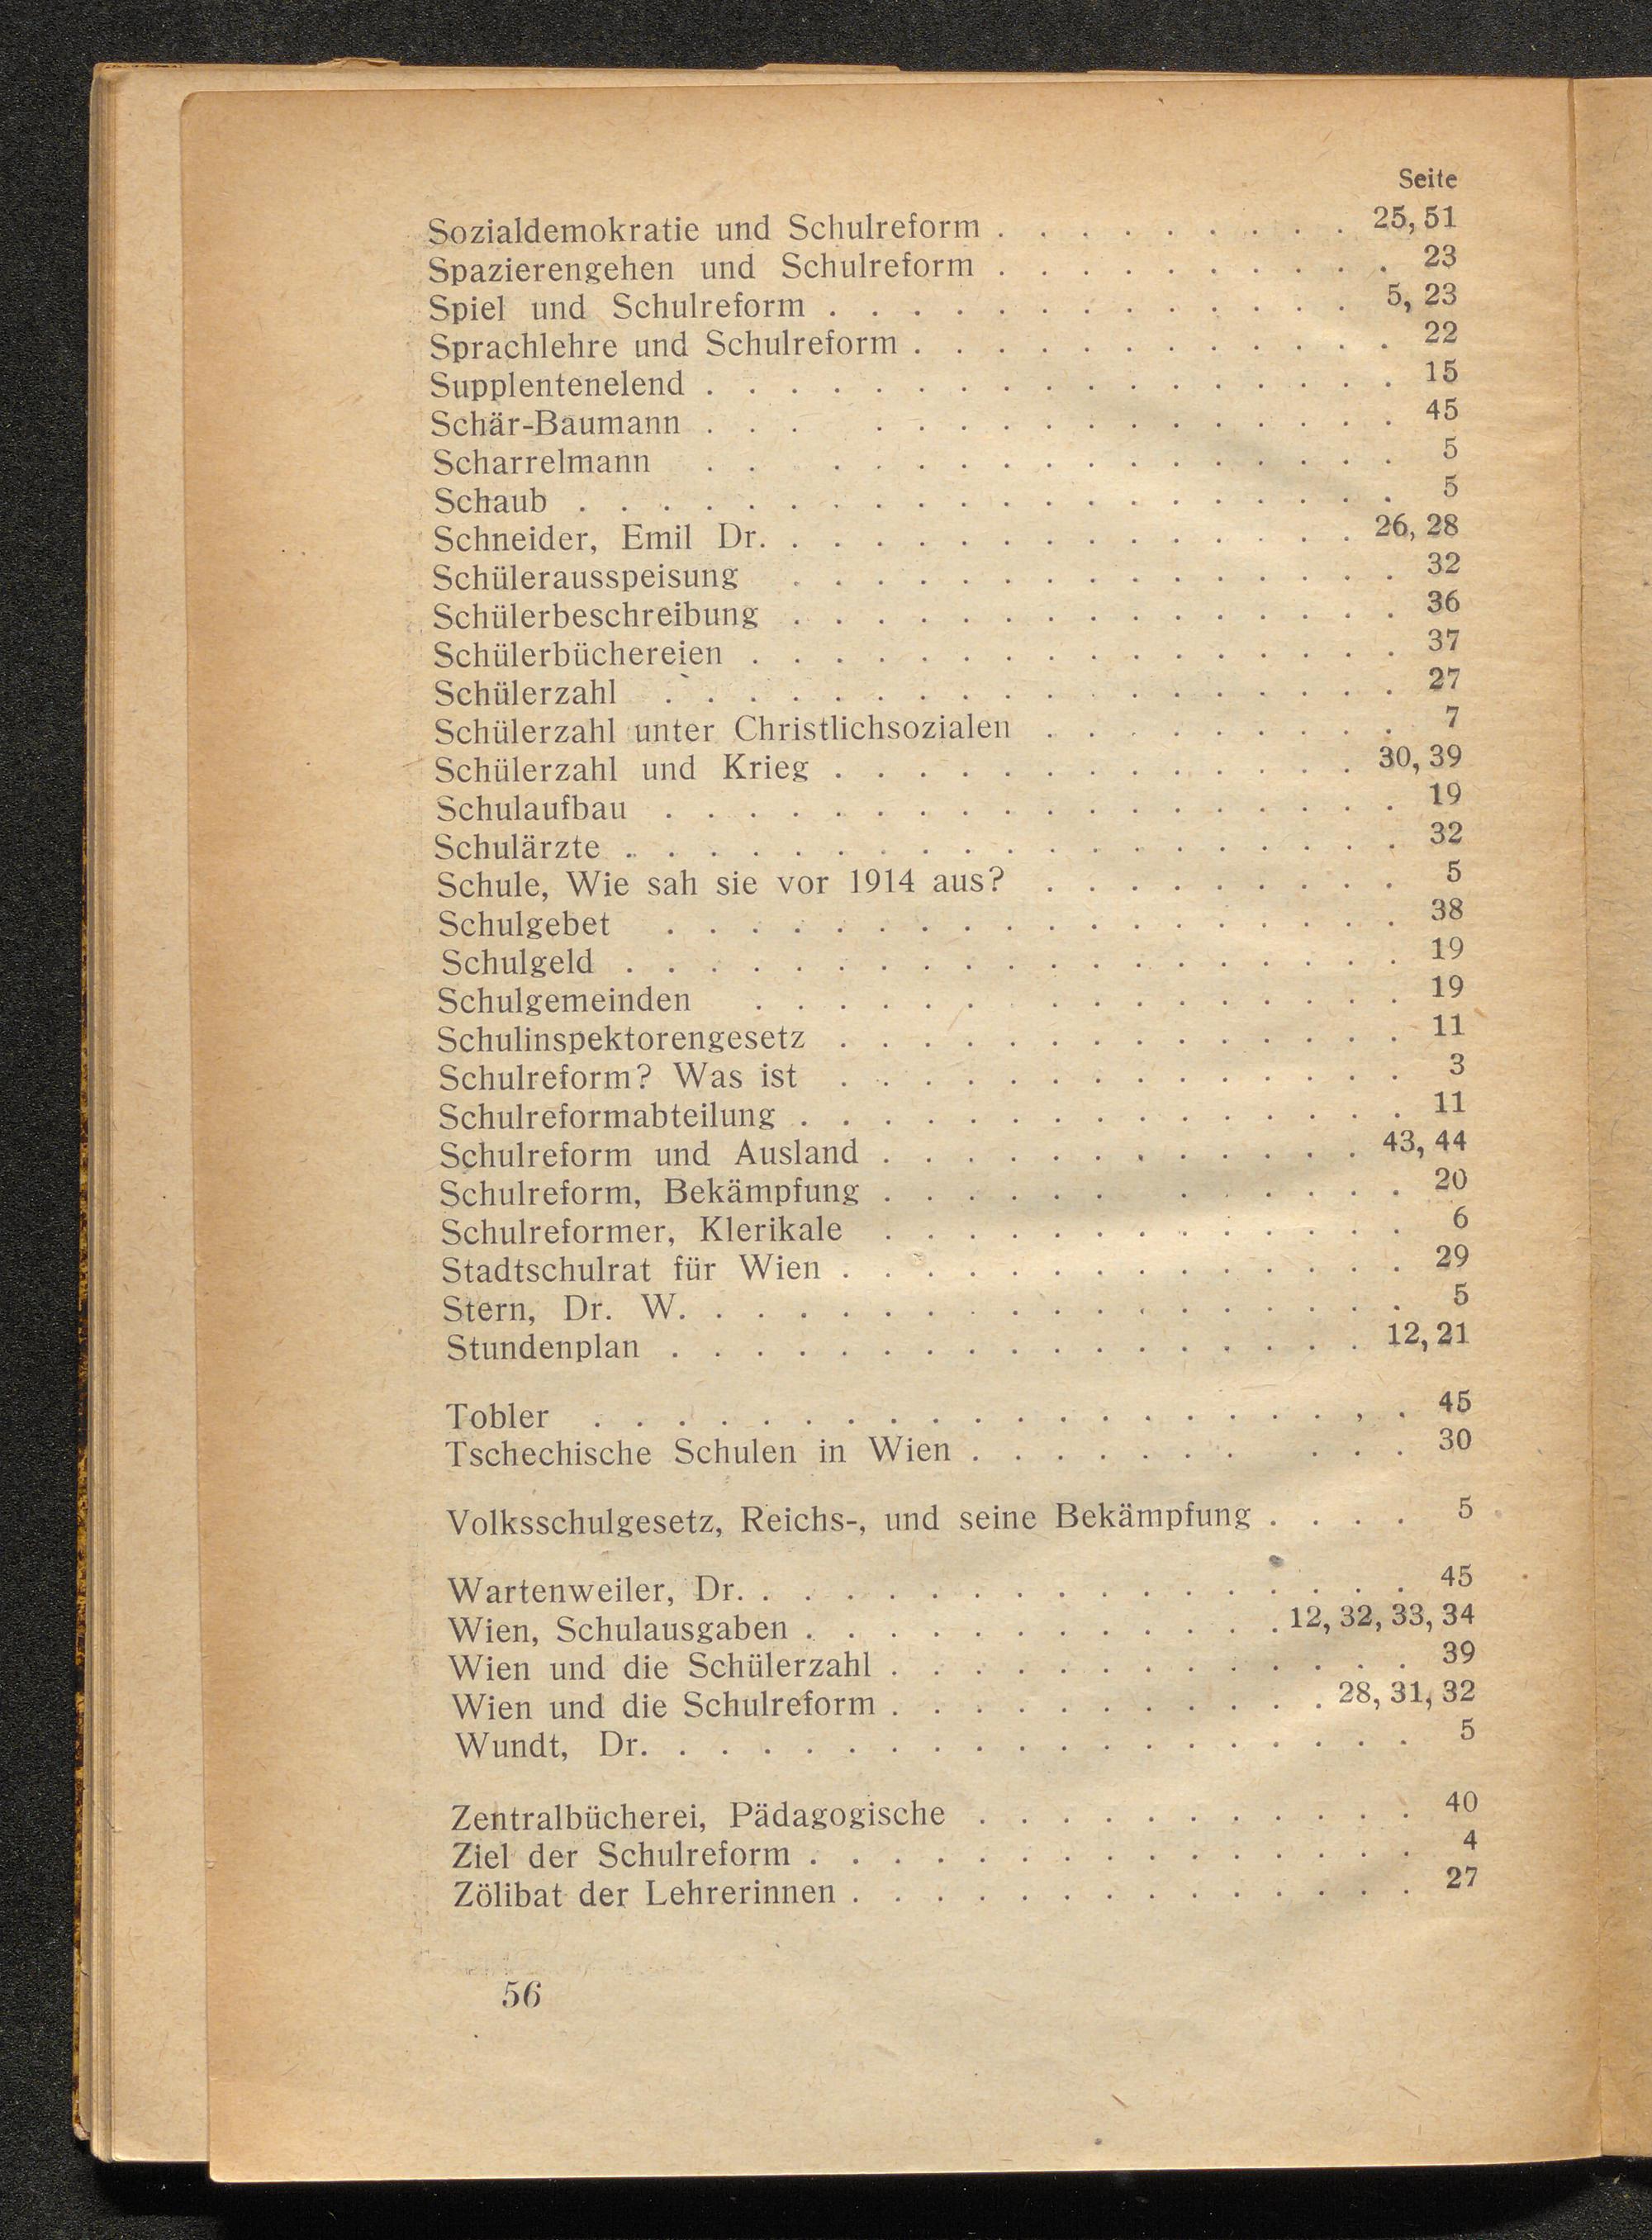 Seite
Sozialdemokratie und Schulreform . . . . . . . . . 25, 51
Spazierengehen und Schulreform . . . . . . . . . . 23
Spiel und Schulreform . . . . . . . . . . . . . 5, 23
Sprachlehre und Schulreform . . . . . . . . . . . . 22
Supplentenelend . . . . . . . . . . . . . . . . . 15
Schär-Baumann . . . . . . . . . . . . . . . . 45
Scharrelmann . . . . . . . . . . . . . . . . 5
Schaub . . . . . . . . . . . . . . . . . . . . 5
Schneider, Emil Dr. . . . . . . . . . . . . . . 26, 28
Schülerausspeisung . . . . . . . . . . . . . . . 32
Schülerbeschreibung . . . . . . . . . . . . . . . 36
Schülerbüchereien . . . . . . . . . . . . . . . . 37
Schülerzahl . . . . . . . . . . . . . . . . . . 27
Schülerzahl unter Christlichsozialen . . . . . . . . . 7
Schülerzahl und Krieg . . . . . . . . . . . . . 30, 39
Schulaufbau . . . . . . . . . . . . . . . . . . 19
Schulärzte . . . . . . . . . . . . . . . . . . . 32
Schule, Wie sah sie vor 1914 aus? . . . . . . . . . 5
Schulgebet . . . . . . . . . . . . . . . . . . 38
Schulgeld . . . . . . . . . . . . . . . . . . . 19
Schulgemeinden . . . . . . . . . . . . . . . . 19
Schulinspektorengesetz . . . . . . . . . . . . . . 11
Schulreform? Was ist . . . . . . . . . . . . . . 3
Schulreformabteilung . . . . . . . . . . . . . . . 11
Schulreform und Ausland . . . . . . . . . . . . 43, 44
Schulreform, Bekämpfung . . . . . . . . . . . . . 20
Schulreformer, Klerikale . . . . . . . . . . . . . 6
Stadtschulrat für Wien . . . . . . . . . . . . . . 29
Stern, Dr. W. . . . . . . . . . . . . . . . . . . 5
Stundenplan . . . . . . . . . . . . . . . . . 12, 21
Tobler . . . . . . . . . . . . . . . . . . . . 45
Tschechische Schulen in Wien . . . . . . . . . . 30
Volksschulgesetz, Reichs-, und seine Bekämpfung . . . . 5
Wartenweiler, Dr. . . . . . . . . . . . . . . . . 45
Wien, Schulausgaben . . . . . . . . . . . . 12, 32, 33, 34
Wien und die Schülerzahl . . . . . . . . . . . . . 39
Wien und die Schulreform . . . . . . . . . . . 28, 31, 32
Wundt, Dr. . . . . . . . . . . . . . . . . . . . 5
Zentralbücherei, Pädagogische . . . . . . . . . . . 40
Ziel der Schulreform . . . . . . . . . . . . . . . 4
Zölibat der Lehrerinnen . . . . . . . . . . . . . . 27
56